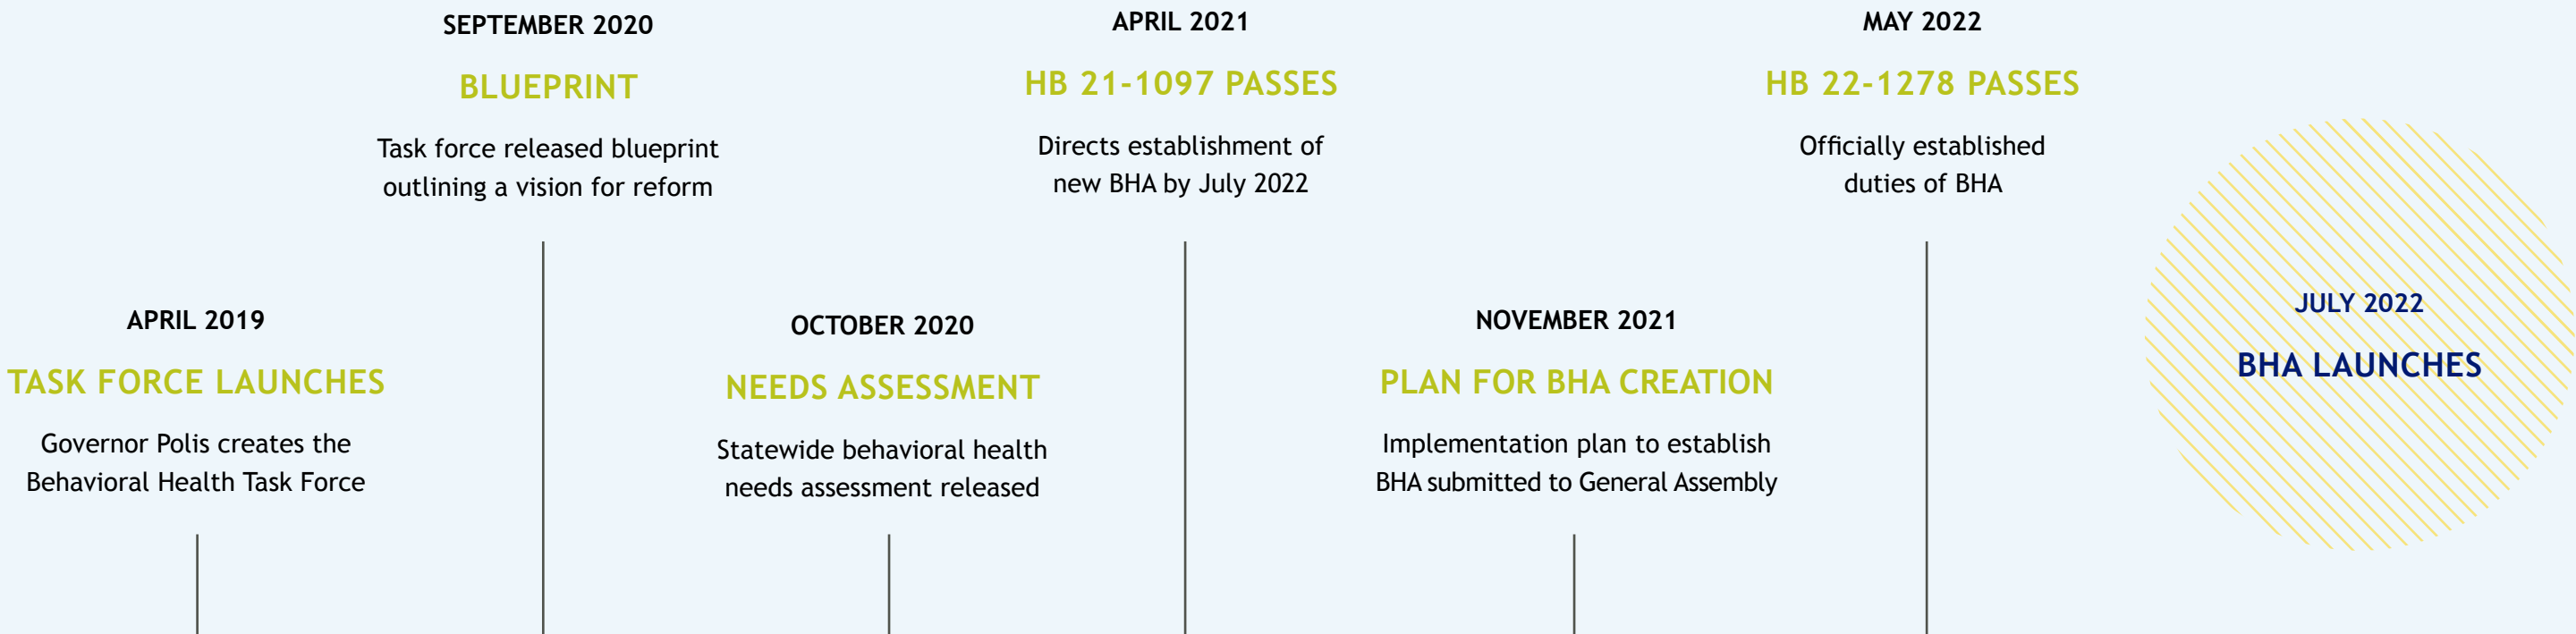 APRIL 2019
TASK FORCE LAUNCHES
Governor Polis creates the
Behavioral Health Task Force
SEPTEMBER 2020
BLUEPRINT
Task force released blueprint
outlining a vision for reform
OCTOBER 2020
NEEDS ASSESSMENT
Statewide behavioral health
needs assessment released
APRIL 2021
HB 21-1097 PASSES
Directs establishment of
new BHA by July 2022
NOVEMBER 2021
PLAN FOR BHA CREATION
Implementation plan to establish
BHA submitted to General Assembly
MAY 2022
HB 22-1278 PASSES
Officially established
duties of BHA
JULY 2022
BHA LAUNCHES